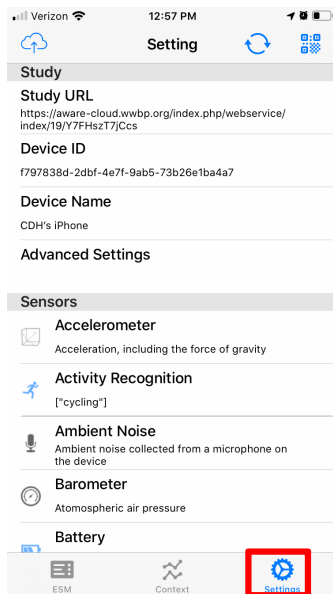 Verizon 12:57 PM
Setting
Study
Study URL
https://aware-cloud.wwbp.org/index.php/webservice/
index/19/Y7FHszT7jCcs
Device ID
f797838d-2dbf-4e7f-9ab5-73b26e1ba4a7
Device Name
CDH's iPhone
Advanced Settings
Sensors
Accelerometer
Acceleration, including the force of gravity
Activity Recognition
["cycling"]
Ambient Noise
Ambient noise collected from a microphone on
the device
Barometer
Atomospheric air pressure
Battery
ESM Context Settings